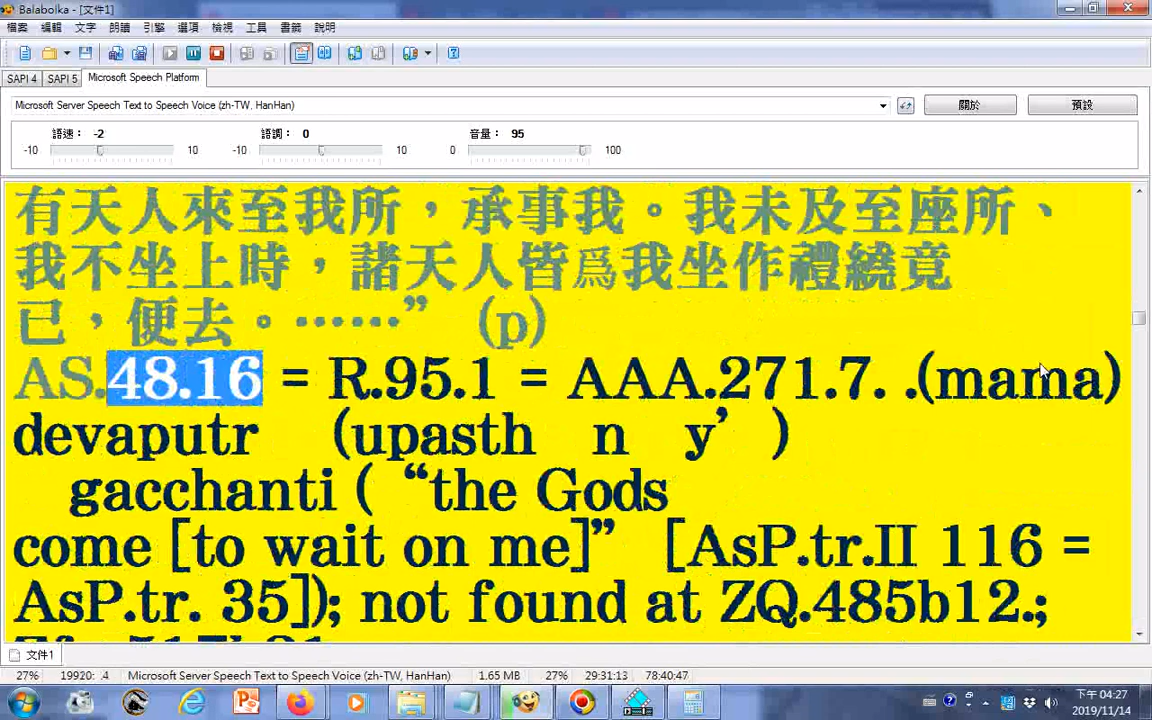 Balabolka - [文件1]
檔案 編輯 文字 朗讀 引擎 選項 檢視 工具 書籤 說明
SAPI 4 SAPI 5 Microsoft Speech Platform
Microsoft Server Speech Text to Speech Voice (zh-TW, HanHan)
關於 預設
語速： -2 語調： 0 音量： 95
-10 10 -10 10 0 100
有天人來至我所，承事我。我未及至座所、
我不坐上時，諸天人皆爲我坐作禮繞竟
已，便去。⋯⋯” (p)
AS.48.16 = R.95.1 = AAA.271.7. .(mama)
devaputr (upasth n y’ )
gacchanti ( “the Gods
come [to wait on me]” [AsP.tr.II 116 =
AsP.tr. 35]); not found at ZQ.485b12.;
文件1
27% 19920: .4 Microsoft Server Speech Text to Speech Voice (zh-TW, HanHan) 1.65 MB 27% 29:31:13 78:40:47
下午 04:27
2019/11/14